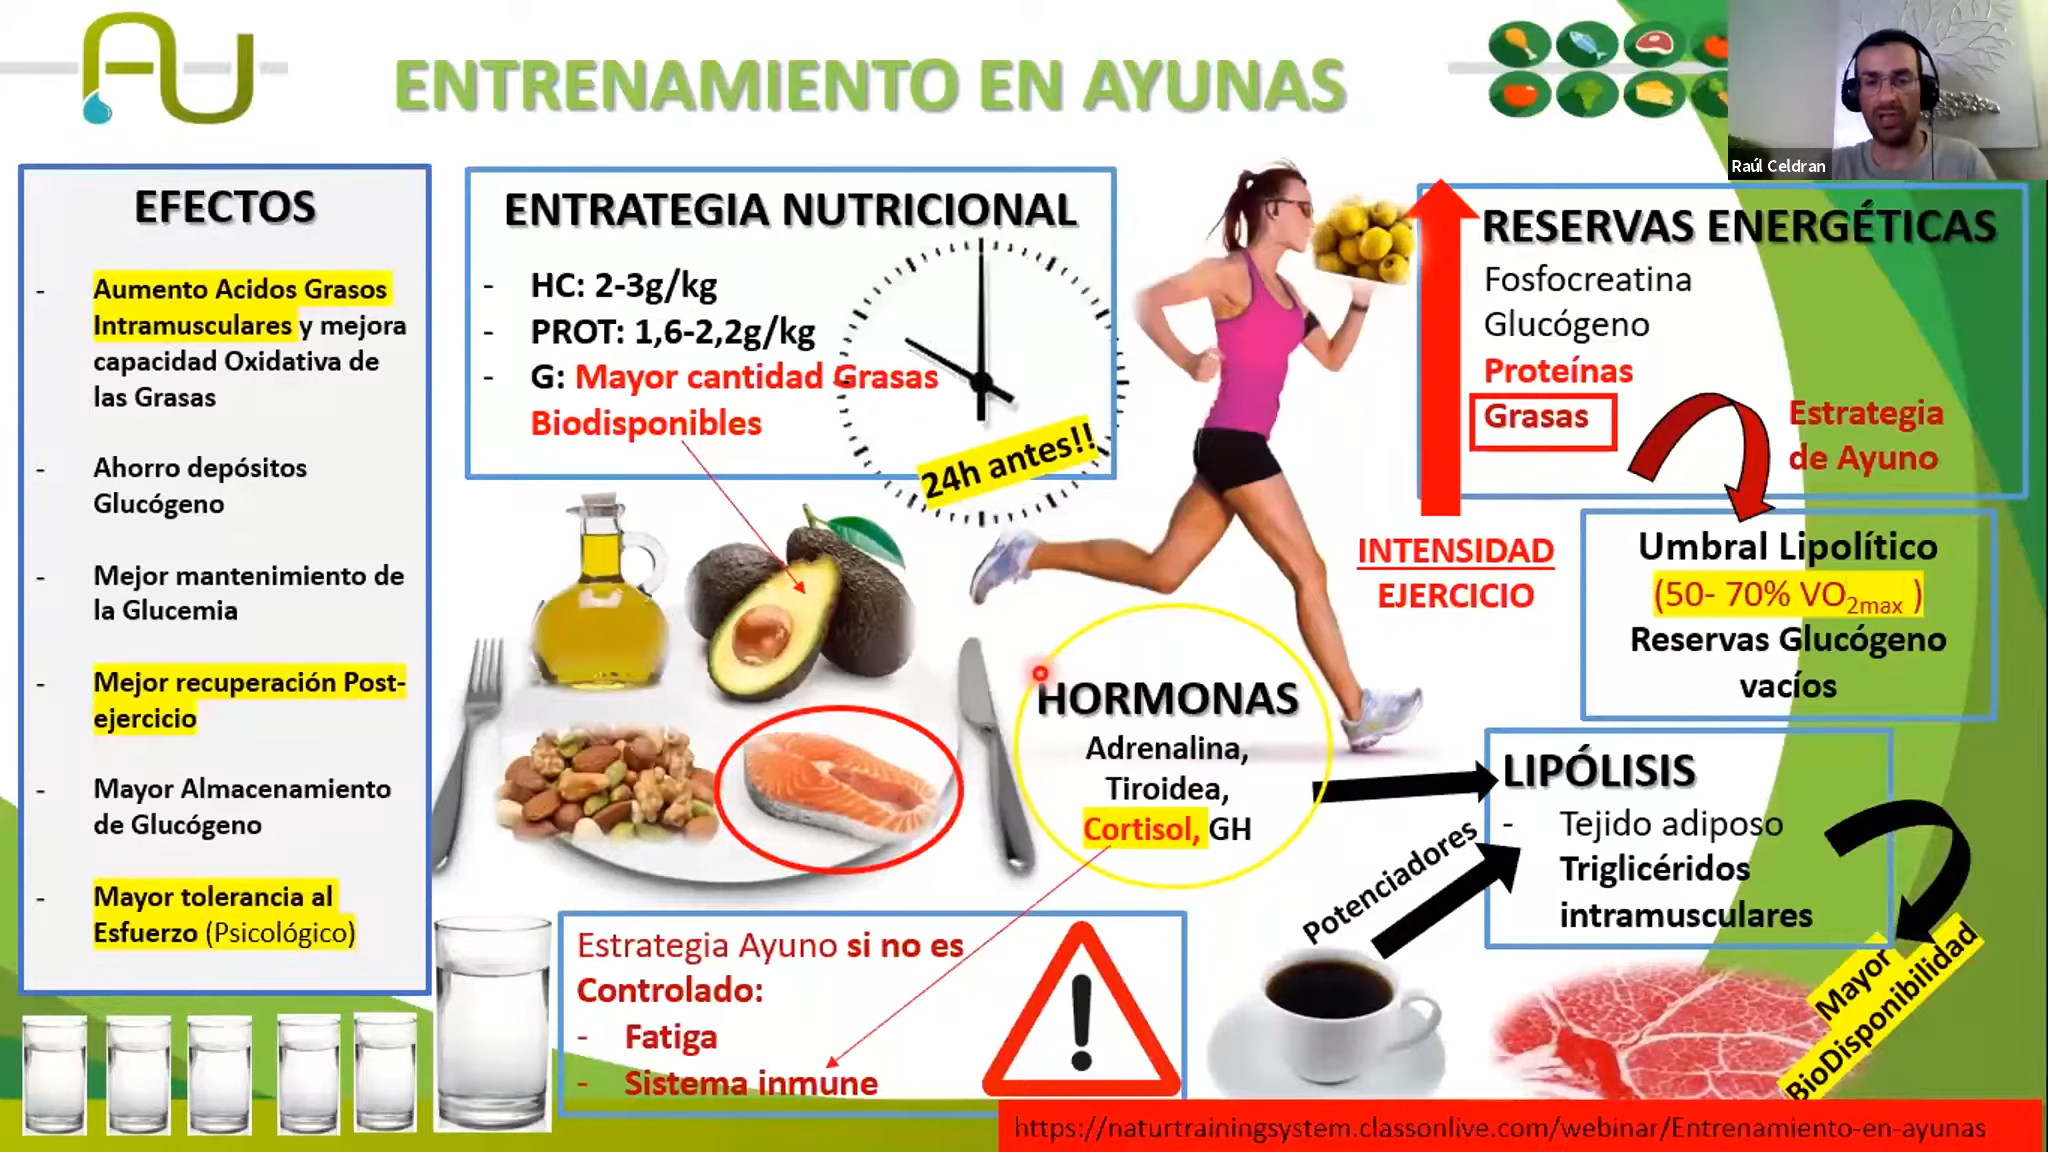 AU
ENTRENAMIENTO EN AYUNAS
Raúl Celdran
EFECTOS
- Aumento Acidos Grasos
Intramusculares y mejora
capacidad Oxidativa de
las Grasas
- Ahorro depósitos
Glucógeno
- Mejor mantenimiento de
la Glucemia
- Mejor recuperación Post-
ejercicio
- Mayor Almacenamiento
de Glucógeno
- Mayor tolerancia al
Esfuerzo (Psicológico)
ENTRATEGIA NUTRICIONAL
- HC: 2-3g/kg
- PROT: 1,6-2,2g/kg
- G: Mayor cantidad Grasas
Biodisponibles
24h antes!!
RESERVAS ENERGÉTICAS
Fosfocreatina
Glucógeno
Proteínas
Grasas
Estrategia
de Ayuno
INTENSIDAD
EJERCICIO
Umbral Lipolítico
(50- 70% VO2max )
Reservas Glucógeno
vacíos
HORMONAS
Adrenalina,
Tiroidea,
Cortisol, GH
LIPÓLISIS
- Tejido adiposo
Triglicéridos
intramusculares
Potenciadores
Mayor
BioDisponibilidad
Estrategia Ayuno si no es
Controlado:
- Fatiga
- Sistema inmune
https://naturtrainingsystem.classonlive.com/webinar/Entrenamiento-en-ayunas